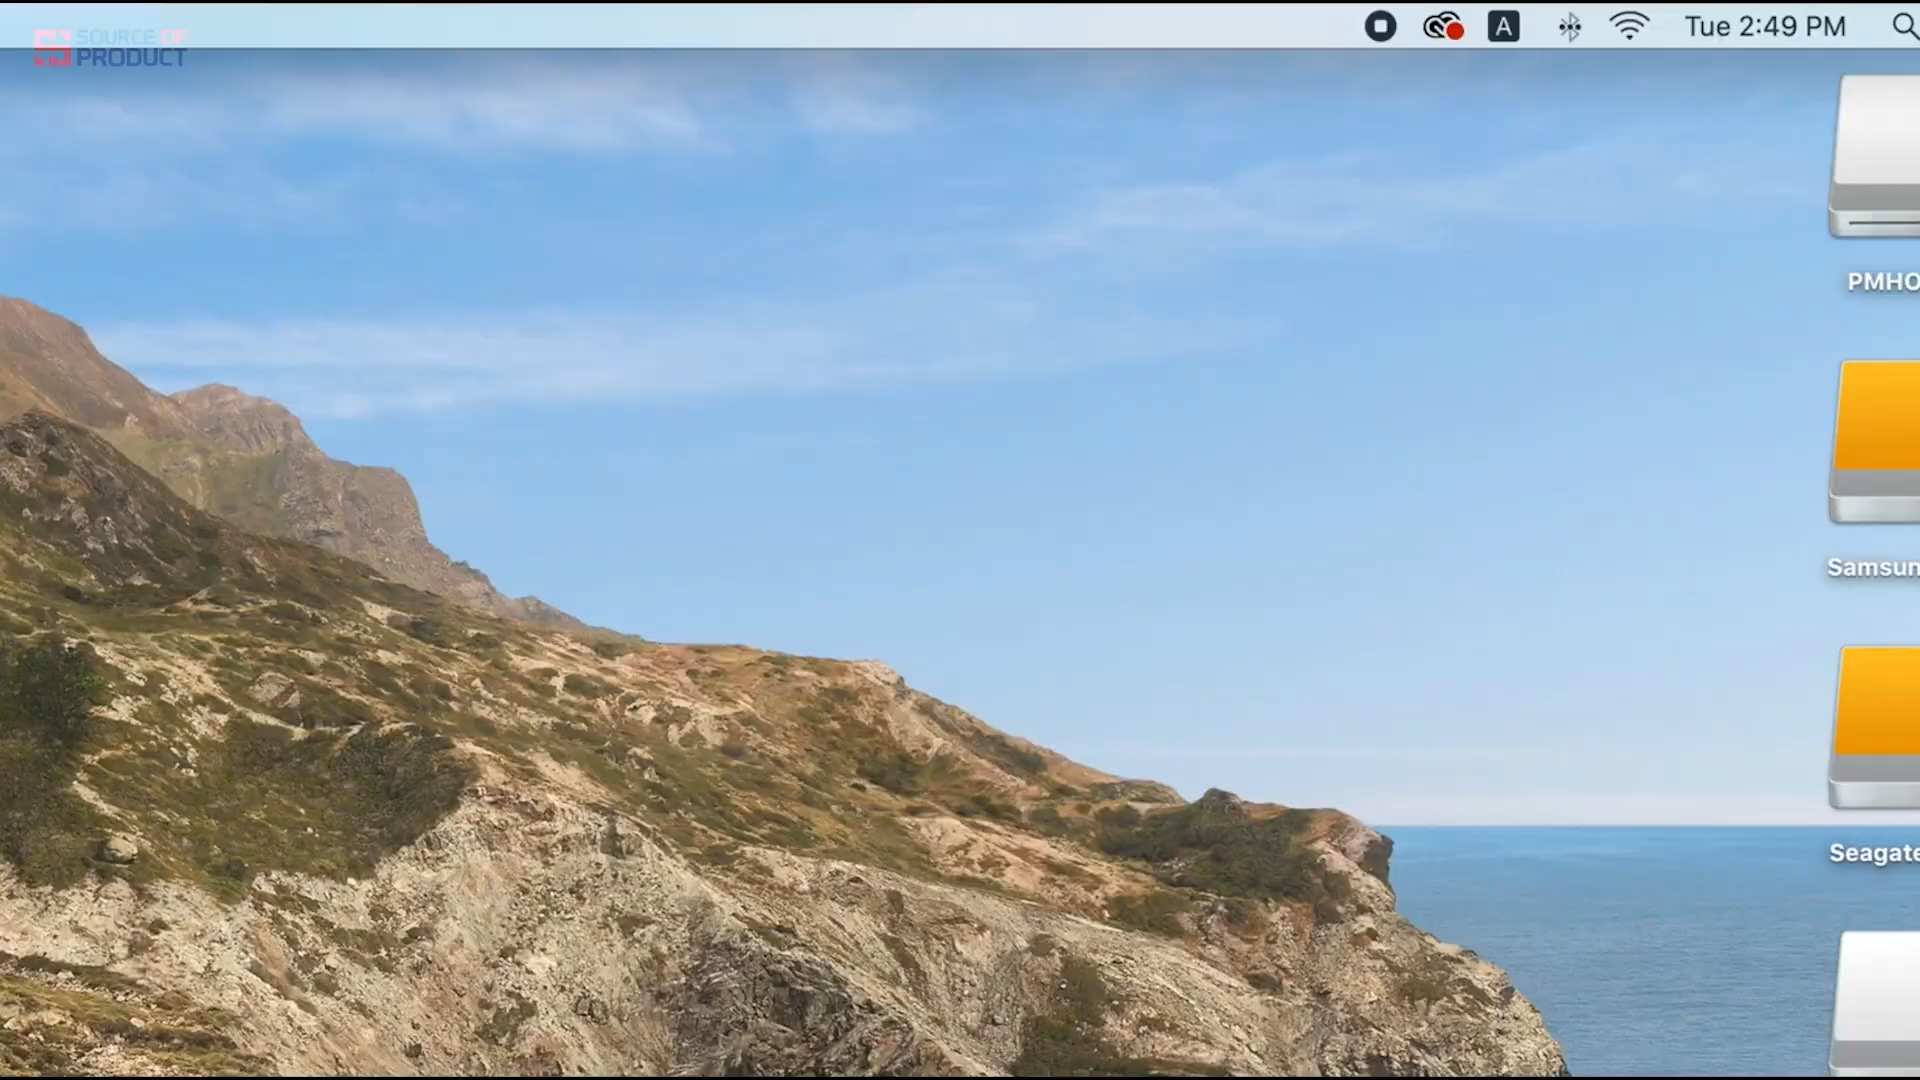 SOURCE OF
PRODUCT
A
Tue 2:49 PM
PMHO
Samsun
Seagate